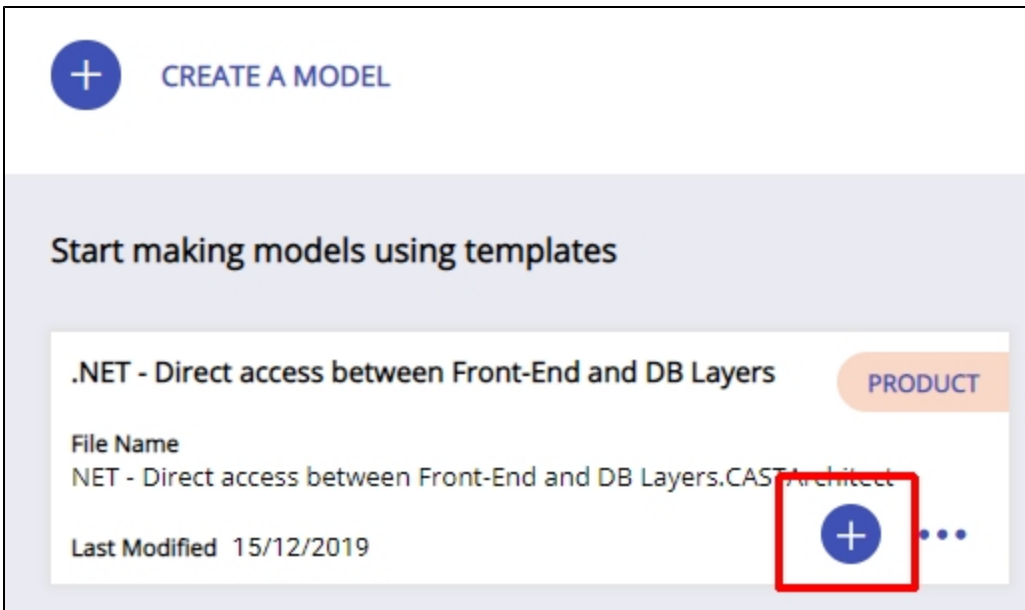 CREATE A MODEL
Start making models using templates
.NET - Direct access between Front-End and DB Layers
PRODUCT
File Name
NET - Direct access between Front-End and DB Layers.CASTArchitect
Last Modified 15/12/2019